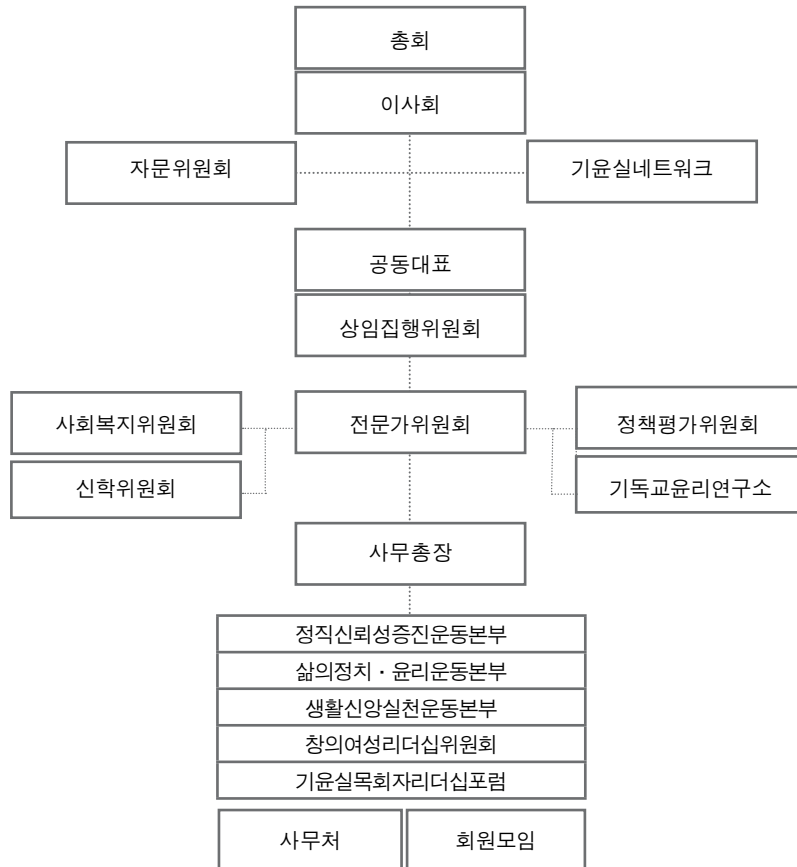 총회
이사회
자문위원회
기윤실네트워크
공동대표
상임집행위원회
사회복지위원회
전문가위원회
정책평가위원회
신학위원회
기독교윤리연구소
사무총장
정직신뢰성증진운동본부
삶의정치 · 윤리운동본부
생활신앙실천운동본부
창의여성리더십위원회
기윤실목회자리더십포럼
사무처
회원모임